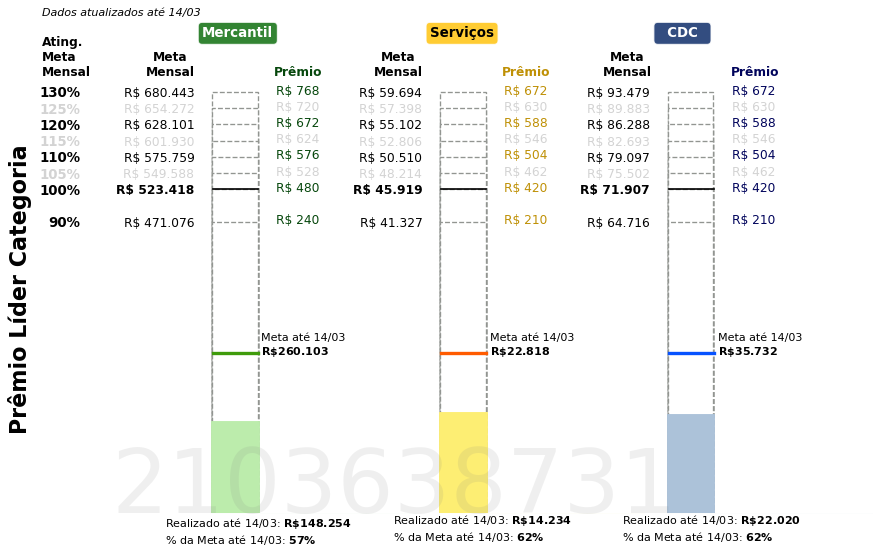 Dados atualizados até 14/03
Mercantil Serviços CDC
Ating.
Meta
Mensal
Meta
Mensal
Prêmio
Meta
Mensal
Prêmio
Meta
Mensal
Prêmio
130% R$ 680.443 R$ 768 R$ 59.694 R$ 672 R$ 93.479 R$ 672
125% R$ 654.272 R$ 720 R$ 57.398 R$ 630 R$ 89.883 R$ 630
120% R$ 628.101 R$ 672 R$ 55.102 R$ 588 R$ 86.288 R$ 588
115% R$ 601.930 R$ 624 R$ 52.806 R$ 546 R$ 82.693 R$ 546
110% R$ 575.759 R$ 576 R$ 50.510 R$ 504 R$ 79.097 R$ 504
105% R$ 549.588 R$ 528 R$ 48.214 R$ 462 R$ 75.502 R$ 462
100% R$ 523.418 R$ 480 R$ 45.919 R$ 420 R$ 71.907 R$ 420
90% R$ 471.076 R$ 240 R$ 41.327 R$ 210 R$ 64.716 R$ 210
Prêmio Líder Categoria
Meta até 14/03
R$260.103
Meta até 14/03
R$22.818
Meta até 14/03
R$35.732
2103638731
Realizado até 14/03: R$148.254
% da Meta até 14/03: 57%
Realizado até 14/03: R$14.234
% da Meta até 14/03: 62%
Realizado até 14/03: R$22.020
% da Meta até 14/03: 62%